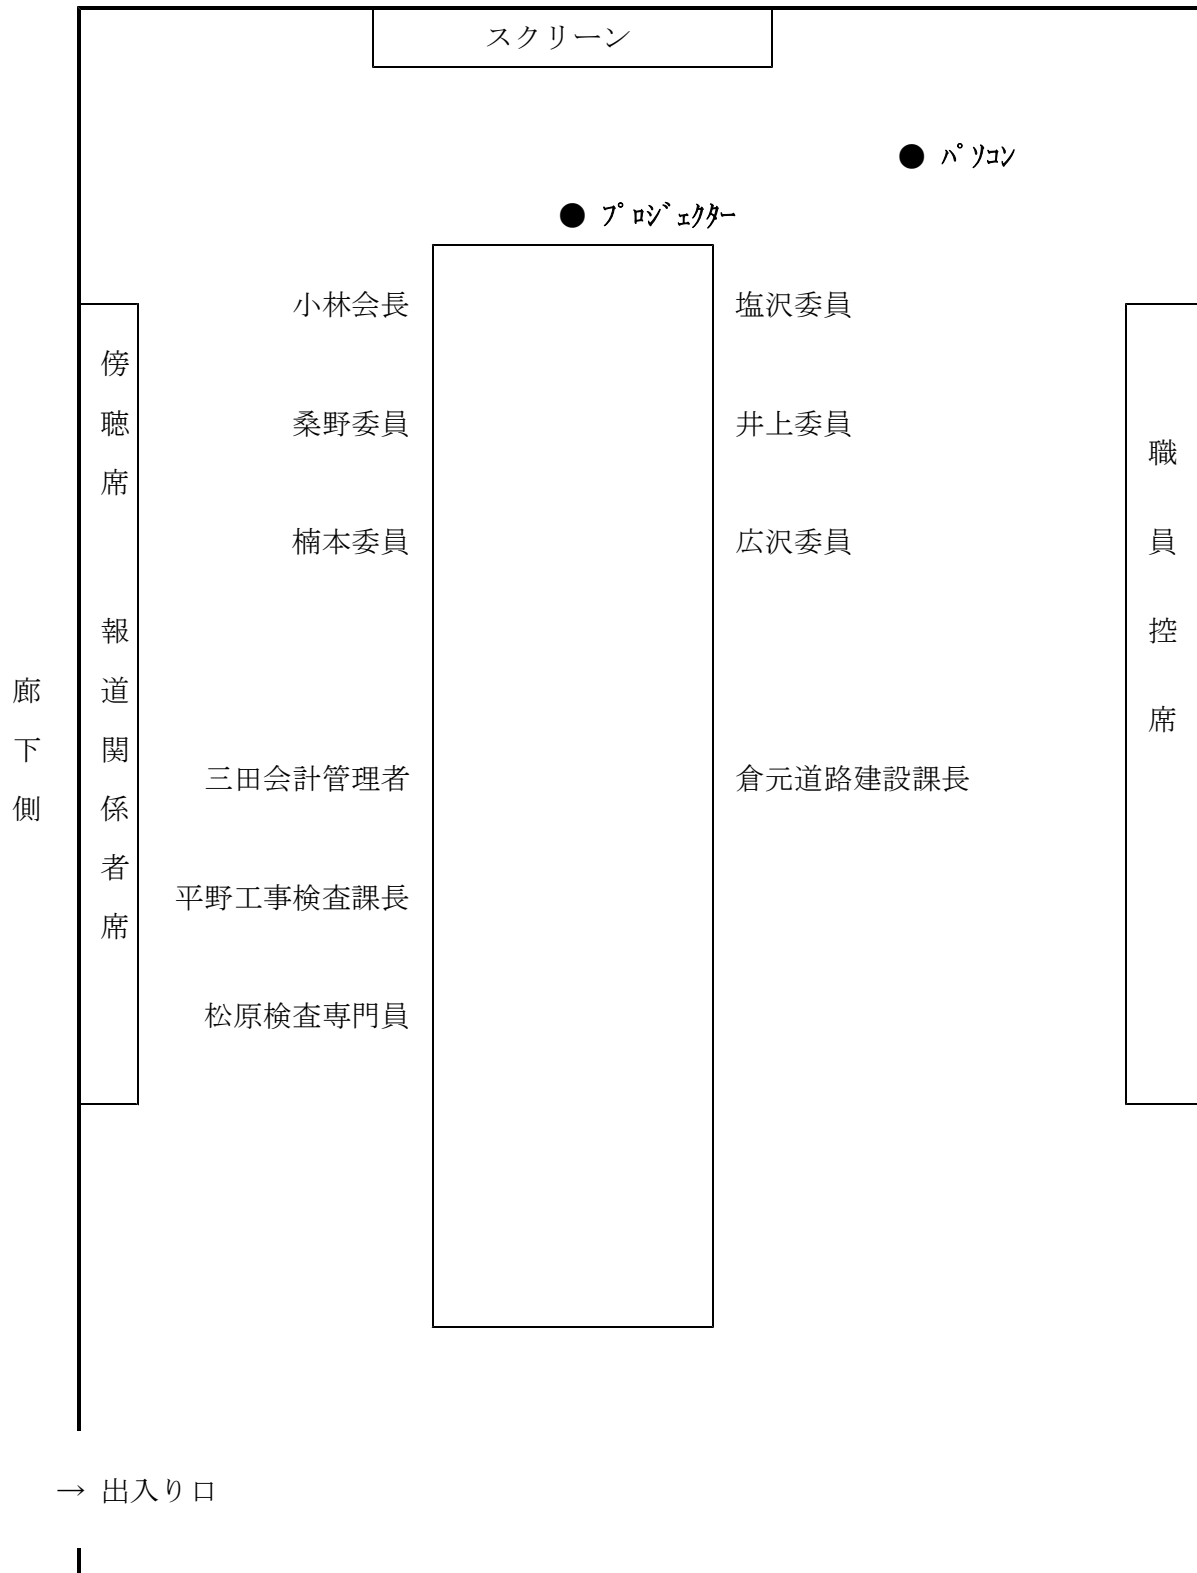 スクリーン
● パソコン
● プロジェクター
小林会長
塩沢委員
傍聴席
桑野委員
井上委員
職員控席
楠本委員
広沢委員
報道関係者席
廊下側
三田会計管理者
倉元道路建設課長
平野工事検査課長
松原検査専門員
→ 出入り口